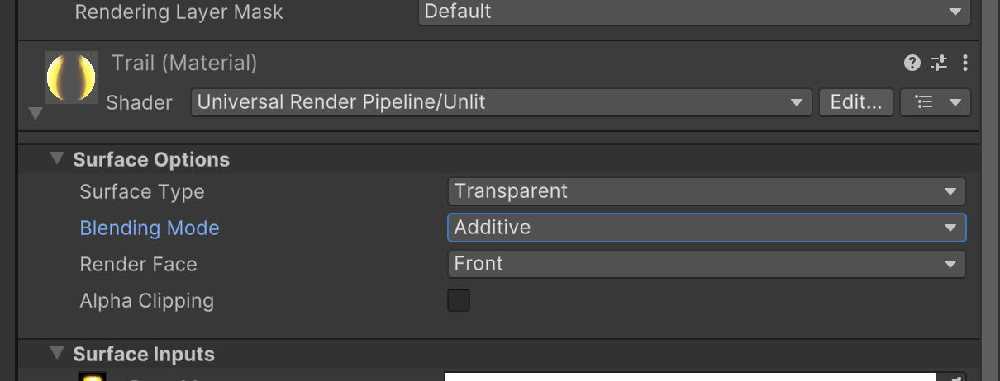 Rendering Layer Mask Default
Trail (Material)
Shader Universal Render Pipeline/Unlit Edit...
Surface Options
Surface Type Transparent
Blending Mode Additive
Render Face Front
Alpha Clipping
Surface Inputs